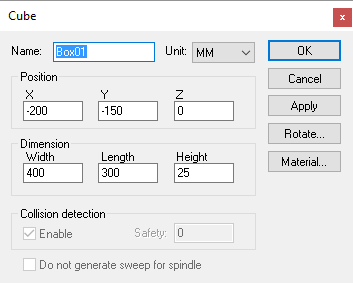 Cube
Name: Box01 Unit: MM OK
Cancel
Position
X Y Z Apply
-200 -150 0
Rotate...
Dimension
Width Length Height Material...
400 300 25
Collision detection
Enable Safety: 0
Do not generate sweep for spindle